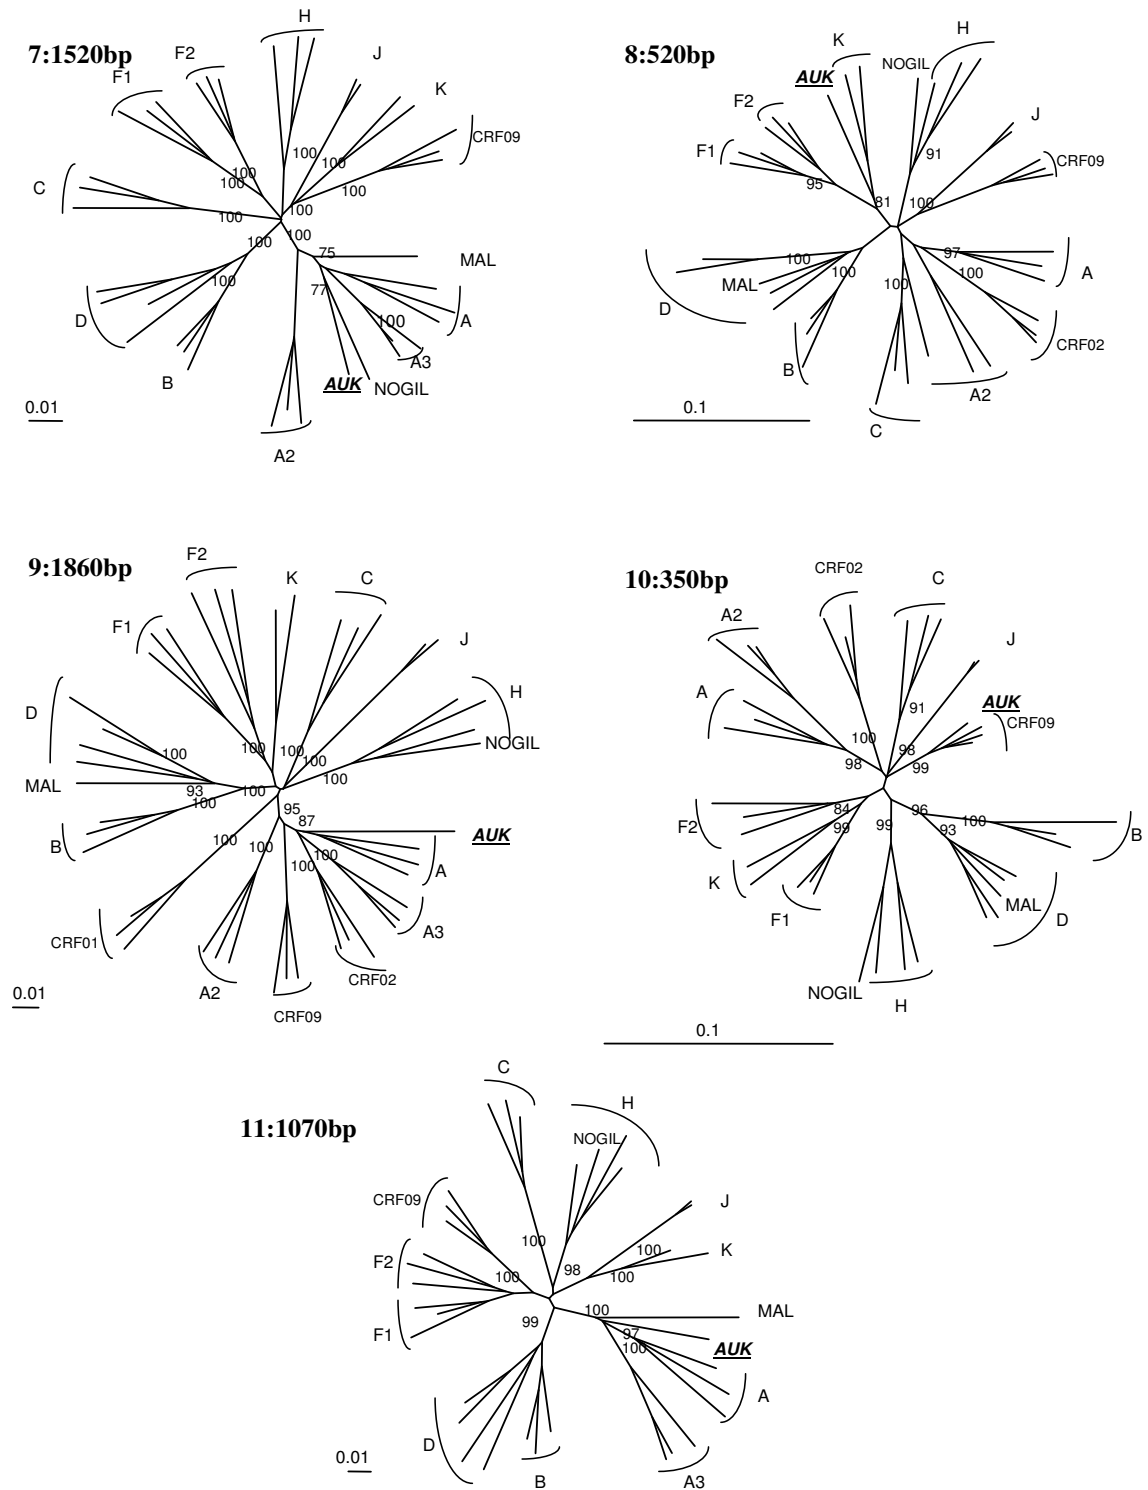 7:1520bp
H
F2
F1
J
K
CRF09
C
100
100
100
100
100
100
100
100
100
100
75
77
100
MAL
A
A3
D
B
AUK
NOGIL
A2
0.01
8:520bp
K
H
AUK
NOGIL
F2
F1
J
CRF09
91
95
81
100
97
100
100
100
100
A
MAL
D
CRF02
B
A2
C
0.1
9:1860bp
F2
K
C
F1
J
H
D
NOGIL
100
100
100
100
100
MAL
93
100
100
95
87
AUK
B
100
100
100
100
A
A3
CRF01
CRF02
A2
CRF09
0.01
10:350bp
CRF02
C
A2
J
A
AUK
CRF09
91
100
98
98
99
F2
84
99
99
96
93
100
B
K
F1
MAL
D
NOGIL
H
0.1
11:1070bp
C
H
NOGIL
CRF09
J
F2
100
100
K
98
100
100
F1
99
100
MAL
97
100
AUK
A
D
B
A3
0.01